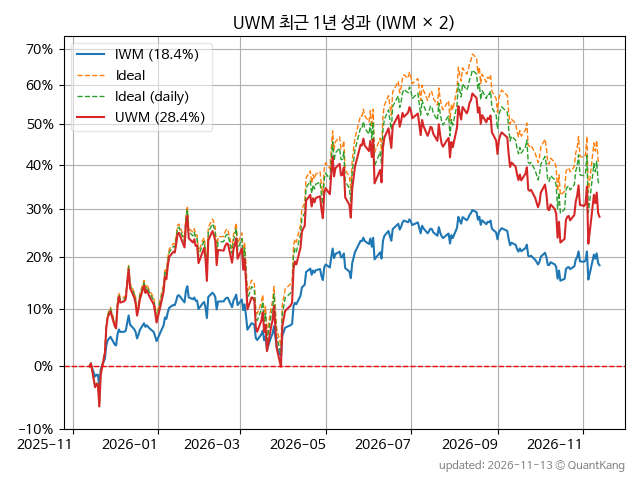 UWM 최근 1년 성과 (IWM × 2)
70%
60%
50%
40%
30%
20%
10%
0%
-10%
IWM (18.4%)
Ideal
Ideal (daily)
UWM (28.4%)
2025-11 2026-01 2026-03 2026-05 2026-07 2026-09 2026-11
updated: 2026-11-13 © QuantKang